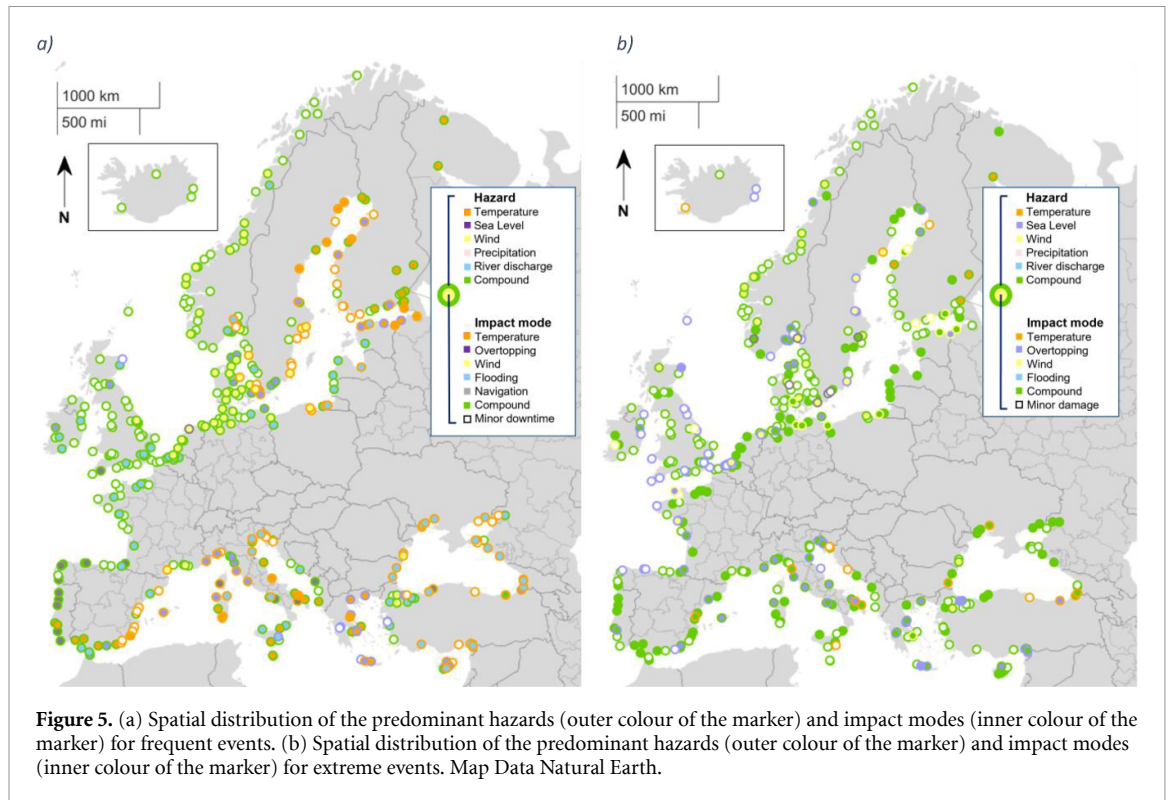 a)
1000 km
500 mi
N
Hazard
Temperature
Sea Level
Wind
Precipitation
River discharge
Compound
Impact mode
Temperature
Overtopping
Wind
Flooding
Navigation
Compound
Minor downtime
b)
1000 km
500 mi
N
Hazard
Temperature
Sea Level
Wind
Precipitation
River discharge
Compound
Impact mode
Temperature
Overtopping
Wind
Flooding
Compound
Minor damage
Figure 5. (a) Spatial distribution of the predominant hazards (outer colour of the marker) and impact modes (inner colour of the
marker) for frequent events. (b) Spatial distribution of the predominant hazards (outer colour of the marker) and impact modes
(inner colour of the marker) for extreme events. Map Data Natural Earth.